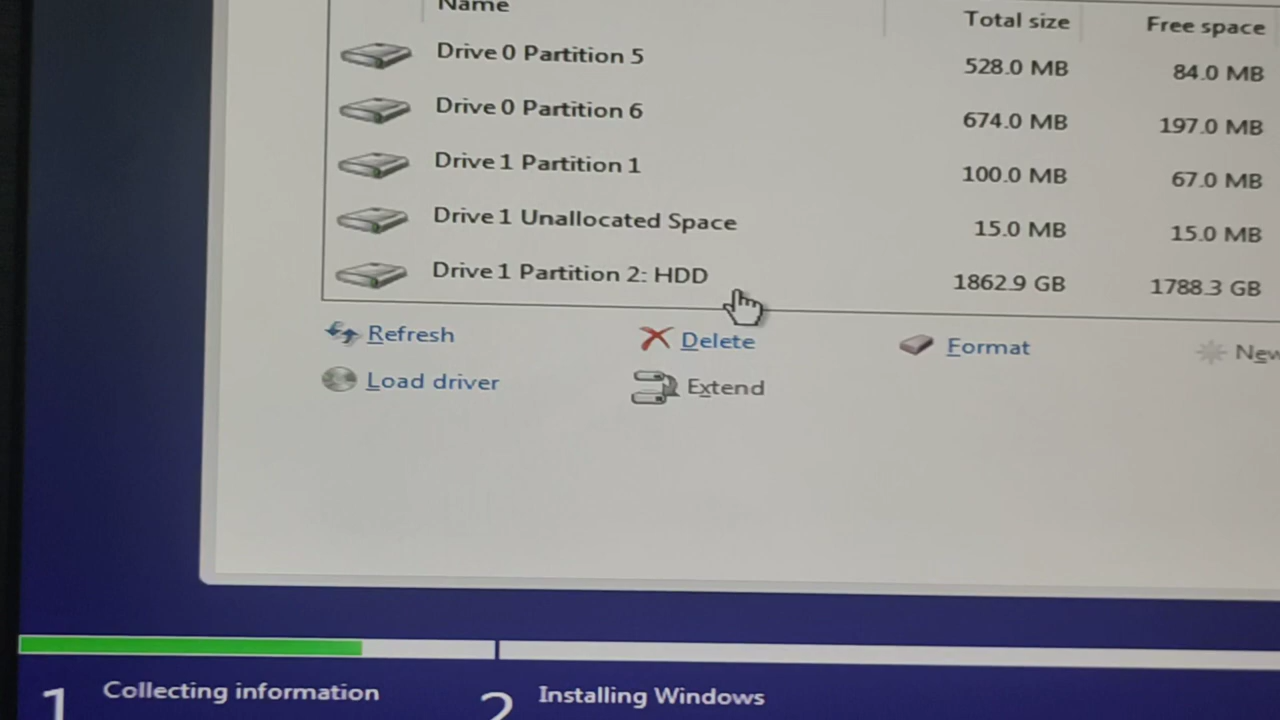 Name Total size Free space
Drive 0 Partition 5 528.0 MB 84.0 MB
Drive 0 Partition 6 674.0 MB 197.0 MB
Drive 1 Partition 1 100.0 MB 67.0 MB
Drive 1 Unallocated Space 15.0 MB 15.0 MB
Drive 1 Partition 2: HDD 1862.9 GB 1788.3 GB
Refresh Delete Format New
Load driver Extend
1 Collecting information 2 Installing Windows